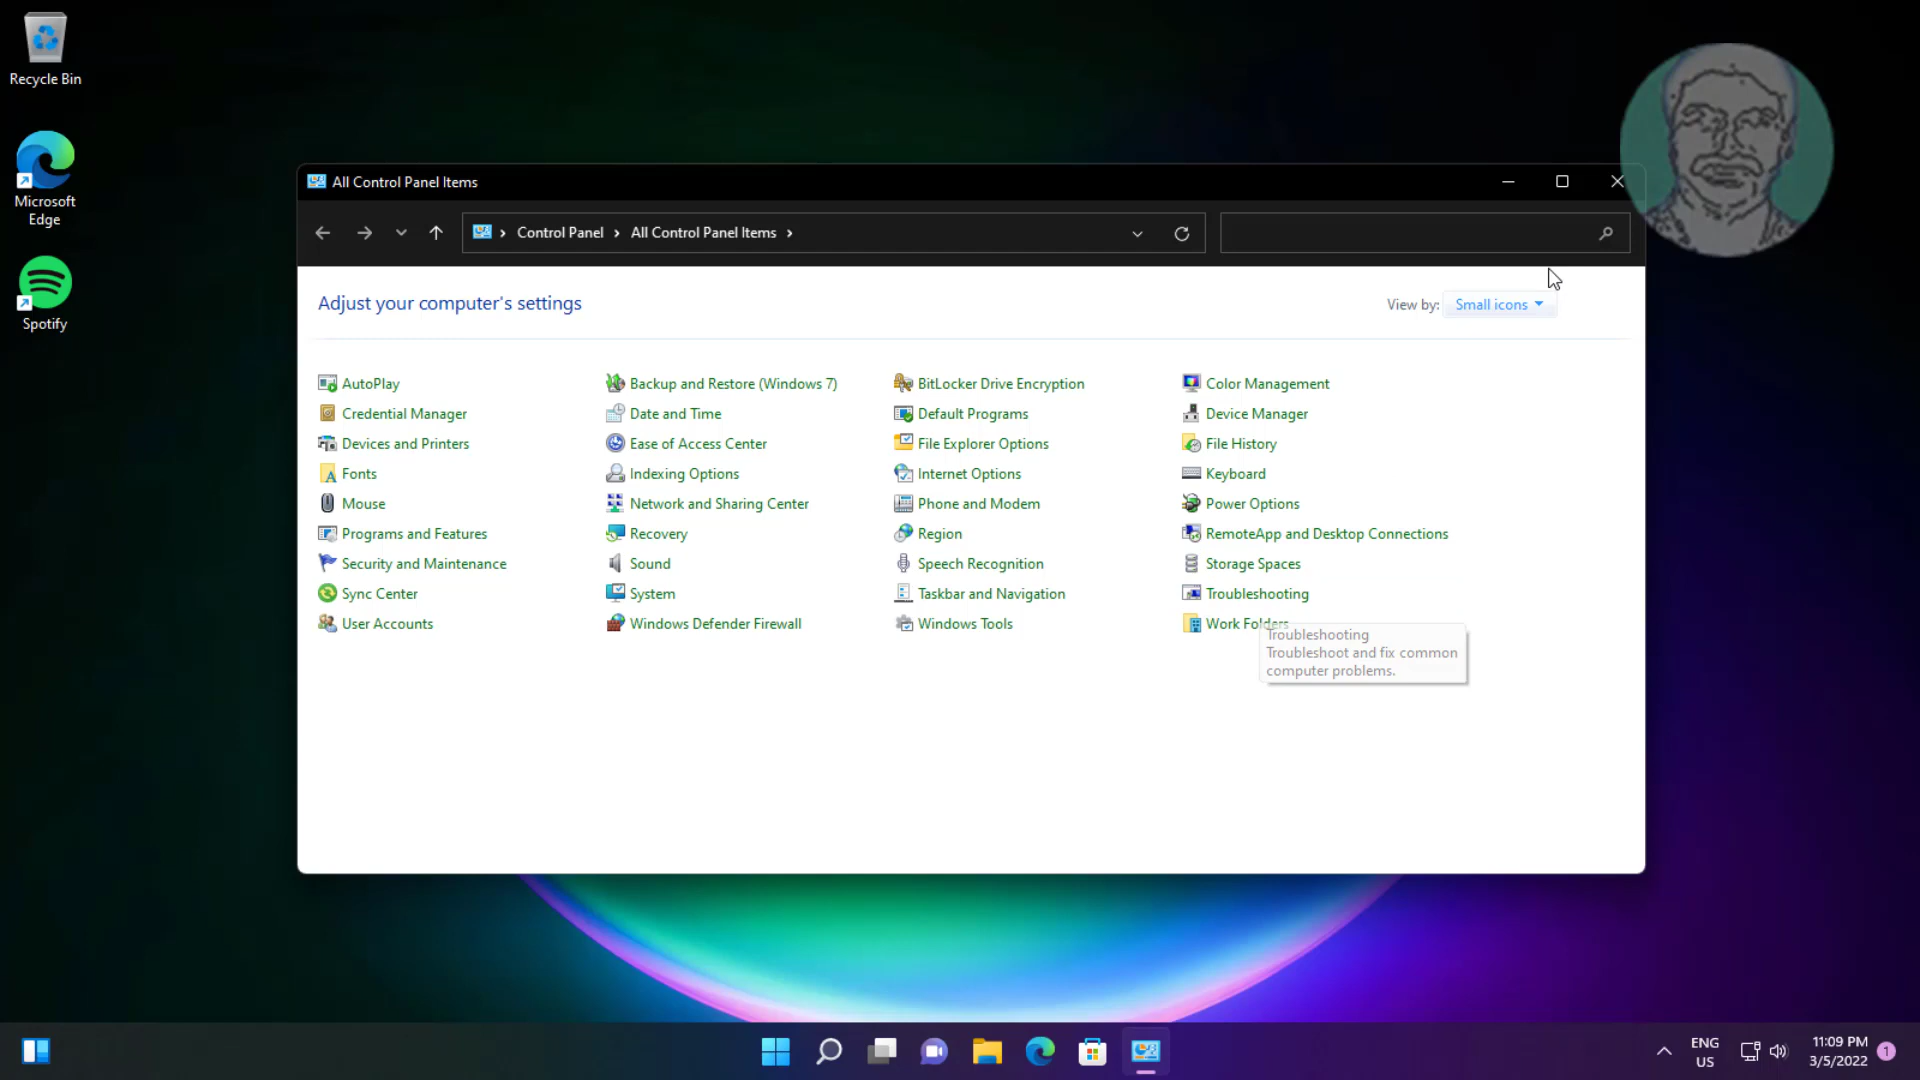 Recycle Bin
Microsoft
Edge
Spotify
All Control Panel Items
Control Panel
All Control Panel Items
Adjust your computer's settings
View by: Small icons
AutoPlay
Backup and Restore (Windows 7)
BitLocker Drive Encryption
Color Management
Credential Manager
Date and Time
Default Programs
Device Manager
Devices and Printers
Ease of Access Center
File Explorer Options
File History
Fonts
Indexing Options
Internet Options
Keyboard
Mouse
Network and Sharing Center
Phone and Modem
Power Options
Programs and Features
Recovery
Region
RemoteApp and Desktop Connections
Security and Maintenance
Sound
Speech Recognition
Storage Spaces
Sync Center
System
Taskbar and Navigation
Troubleshooting
User Accounts
Windows Defender Firewall
Windows Tools
Work Folders
Troubleshooting
Troubleshoot and fix common
computer problems.
ENG
US
11:09 PM
3/5/2022
1